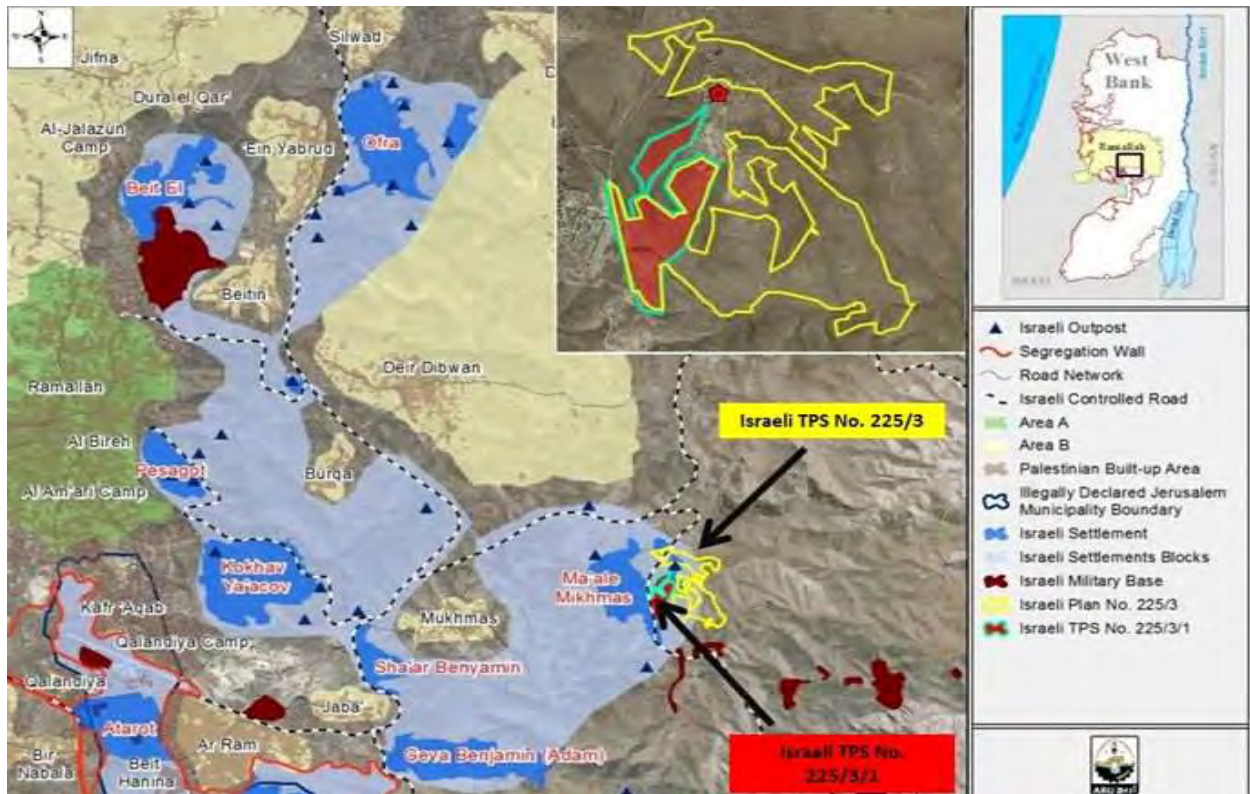 Silwad
Jifna
Dura el Qar'
Al-Jalazun
Camp
'Ein Yabrud
Ofra
Beit El
Beitin
Deir Dibwan
Ramallah
Al Bireh
Pesagot
Al Am'ari Camp
Burqa
Kokhav
Ya'acov
Ma'ale
Mikhmas
Mukhmas
Kafr 'Aqab
Qalandiya Camp
Sha'ar Benyamin
Qalandiya
Jaba'
Atarot
Ar Ram
Geva Benjamin (Adam)
Bir
Nabala
Beit
Hanina
Israeli TPS No. 225/3
Israeli TPS No.
225/3/1
West
Bank
Ramallah
Israeli Outpost
Segregation Wall
Road Network
Israeli Controlled Road
Area A
Area B
Palestinian Built-up Area
Illegally Declared Jerusalem
Municipality Boundary
Israeli Settlement
Israeli Settlements Blocks
Israeli Military Base
Israeli Plan No. 225/3
Israeli TPS No. 225/3/1